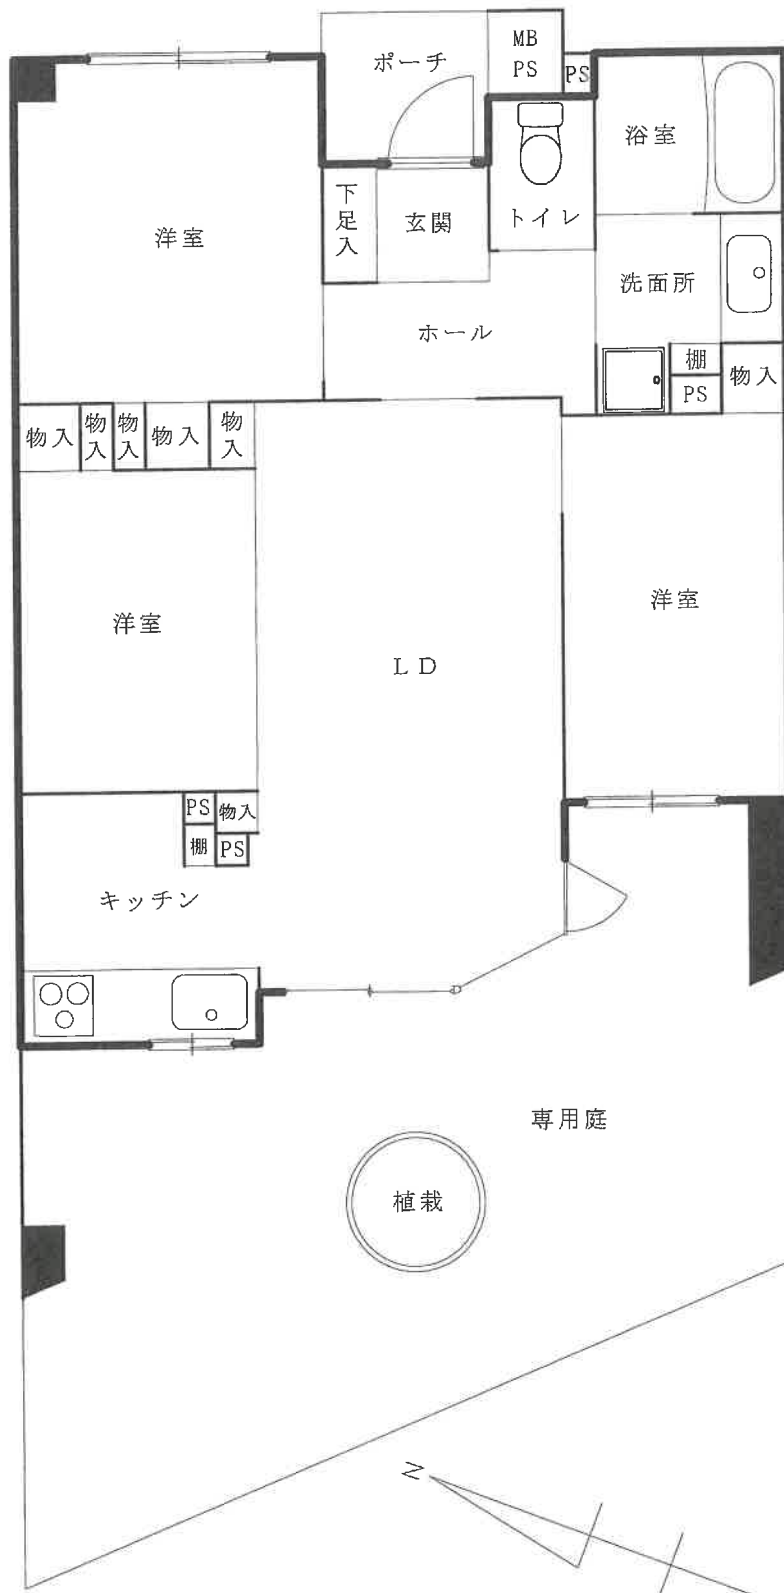 ポーチ
MB
PS
PS
浴室
洋室
下足入
玄関
トイレ
洗面所
ホール
棚
PS
物入
物入
物入
物入
物入
物入
洋室
LD
洋室
PS
物入
棚
PS
キッチン
専用庭
植栽
N